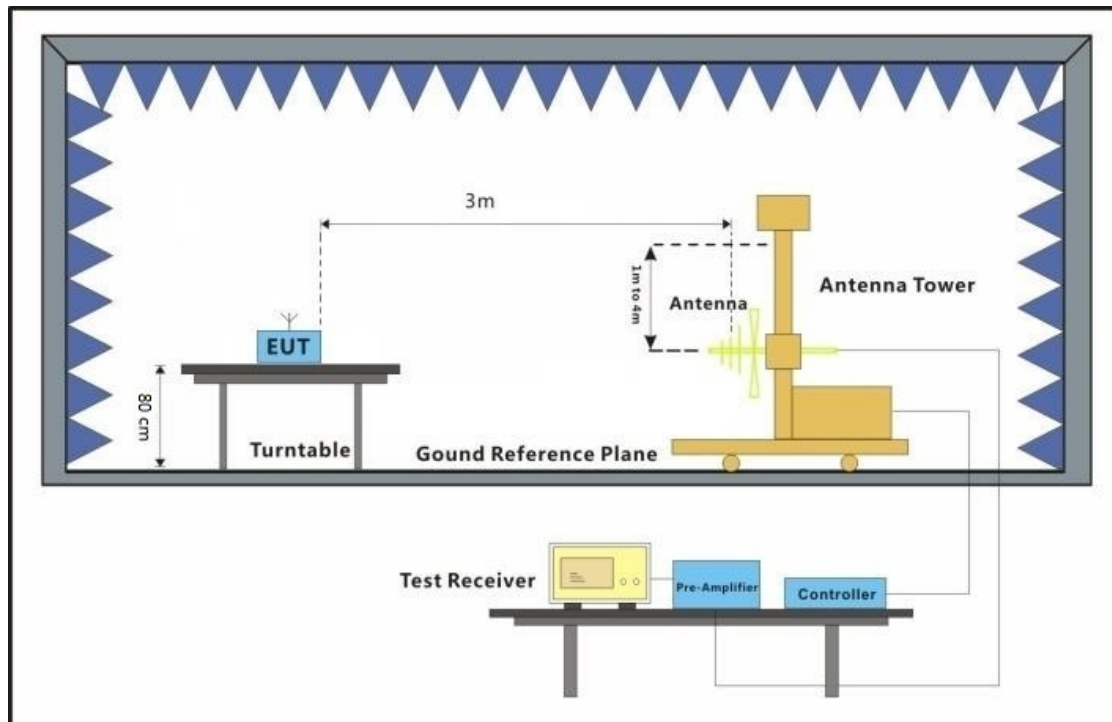 3m
1m to 4m
Antenna
Antenna Tower
EUT
80 cm
Turntable
Gound Reference Plane
Test Receiver
Pre-Amplifier
Controller